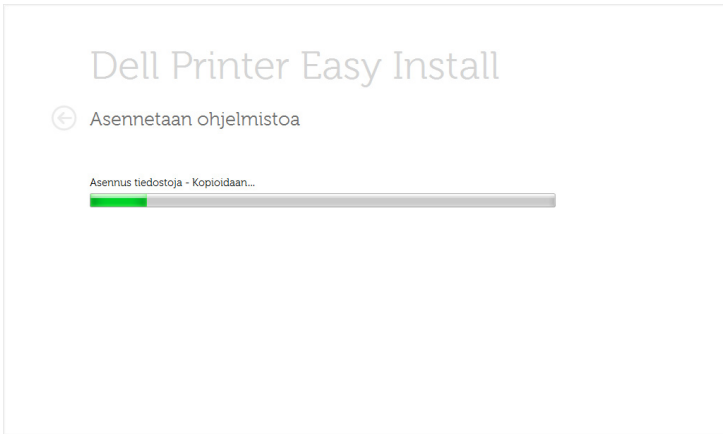 Dell Printer Easy Install
Asennetaan ohjelmistoa
Asennus tiedostoja - Kopioidaan...